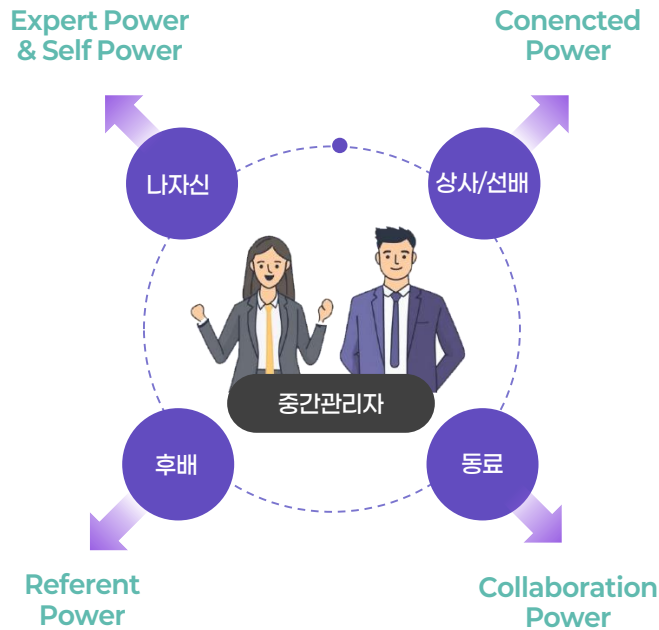 Expert Power
& Self Power
Conencted
Power
나자신
상사/선배
중간관리자
후배
동료
Referent
Power
Collaboration
Power